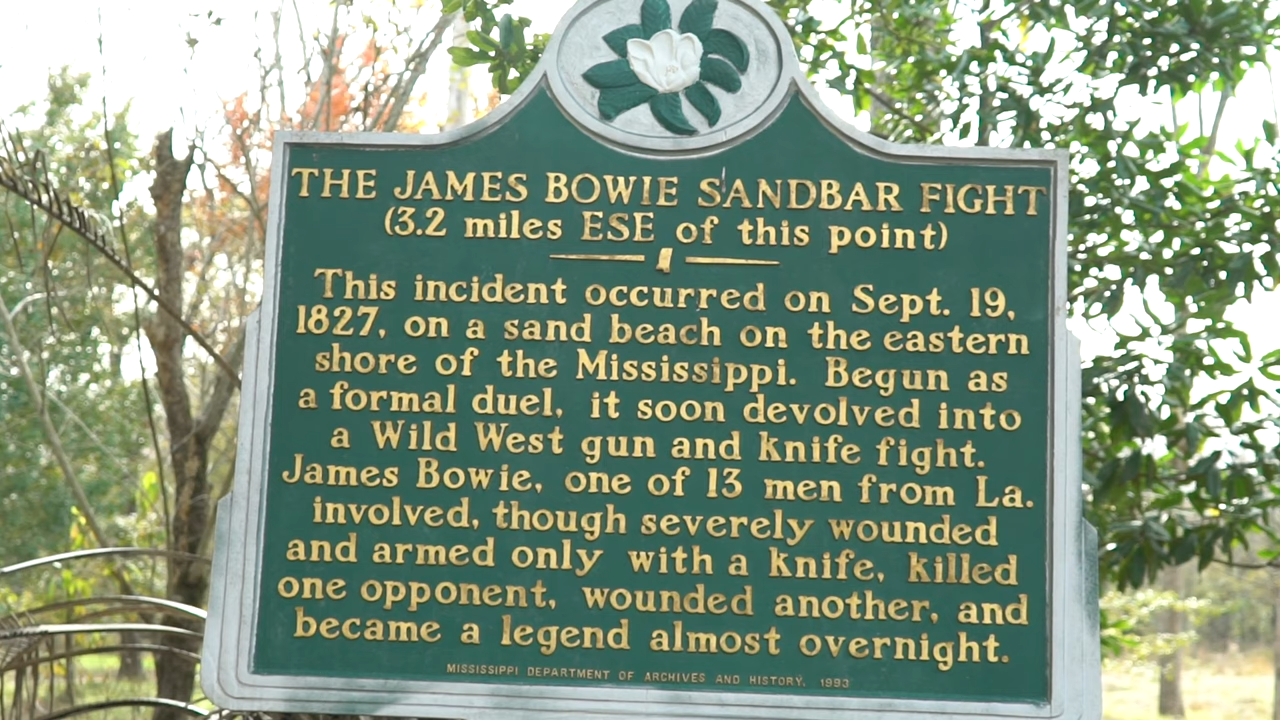 THE JAMES BOWIE SANDBAR FIGHT
(3.2 miles ESE of this point)
This incident occurred on Sept. 19,
1827, on a sand beach on the eastern
shore of the Mississippi. Begun as
a formal duel, it soon devolved into
a Wild West gun and knife fight.
James Bowie, one of 13 men from La.
involved, though severely wounded
and armed only with a knife, killed
one opponent, wounded another, and
became a legend almost overnight.
MISSISSIPPI DEPARTMENT OF ARCHIVES AND HISTORY, 1993